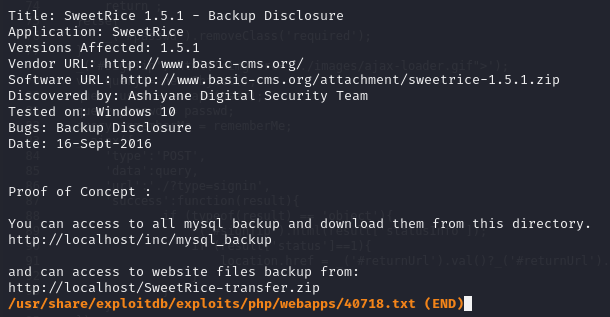 Title: SweetRice 1.5.1 - Backup Disclosure
Application: SweetRice
Versions Affected: 1.5.1
Vendor URL: http://www.basic-cms.org/
Software URL: http://www.basic-cms.org/attachment/sweetrice-1.5.1.zip
Discovered by: Ashiyane Digital Security Team
Tested on: Windows 10
Bugs: Backup Disclosure
Date: 16-Sept-2016
Proof of Concept :
You can access to all mysql backup and download them from this directory.
http://localhost/inc/mysql_backup
and can access to website files backup from:
http://localhost/SweetRice-transfer.zip
/usr/share/exploitdb/exploits/php/webapps/40718.txt (END)